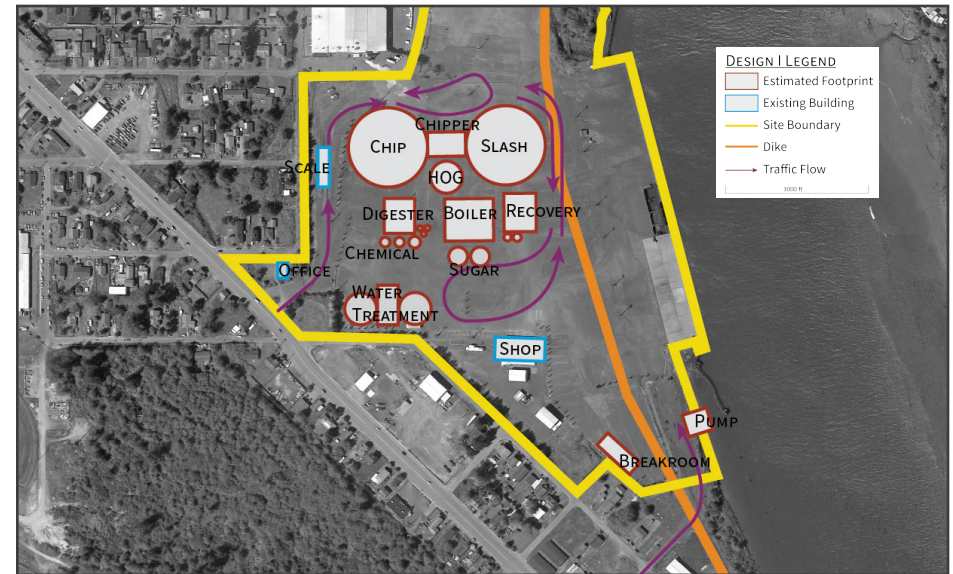 DESIGN | LEGEND
Estimated Footprint
Existing Building
Site Boundary
Dike
Traffic Flow
CHIPPER
CHIP
SLASH
SCALE
HOG
DIGESTER
BOILER
RECOVERY
CHEMICAL
SUGAR
OFFICE
WATER
TREATMENT
SHOP
PUMP
BREAKROOM